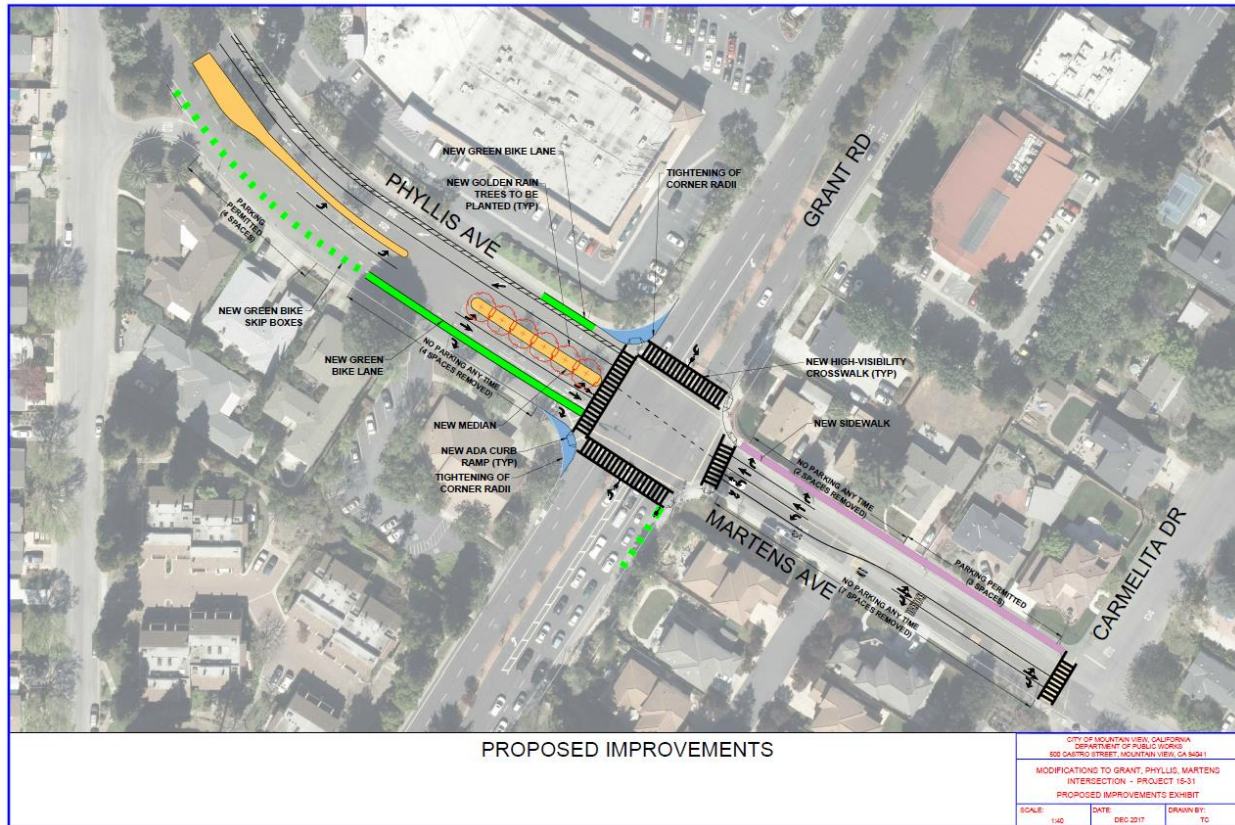 NEW GREEN BIKE LANE
NEW GOLDEN RAIN
TREES TO BE
PLANTED (TYP)
TIGHTENING OF
CORNER RADII
GRANT RD
PHYLLIS AVE
PARKING
PERMITTED
(4 SPACES)
NEW GREEN BIKE
SKIP BOXES
NEW GREEN
BIKE LANE
NO PARKING ANY TIME
(4 SPACES REMOVED)
NEW MEDIAN
NEW ADA CURB
RAMP (TYP)
TIGHTENING OF
CORNER RADII
NEW HIGH-VISIBILITY
CROSSWALK (TYP)
NEW SIDEWALK
NO PARKING ANY TIME
(2 SPACES REMOVED)
MARTENS AVE
PARKING PERMITTED
(3 SPACES)
NO PARKING ANY TIME
(7 SPACES REMOVED)
CARMELITA DR
PROPOSED IMPROVEMENTS
CITY OF MOUNTAIN VIEW, CALIFORNIA
DEPARTMENT OF PUBLIC WORKS
500 CASTRO STREET, MOUNTAIN VIEW, CA 94041
MODIFICATIONS TO GRANT, PHYLLIS, MARTENS
INTERSECTION - PROJECT 15-31
PROPOSED IMPROVEMENTS EXHIBIT
SCALE: 1:40
DATE: DEC 2017
DRAWN BY: TC